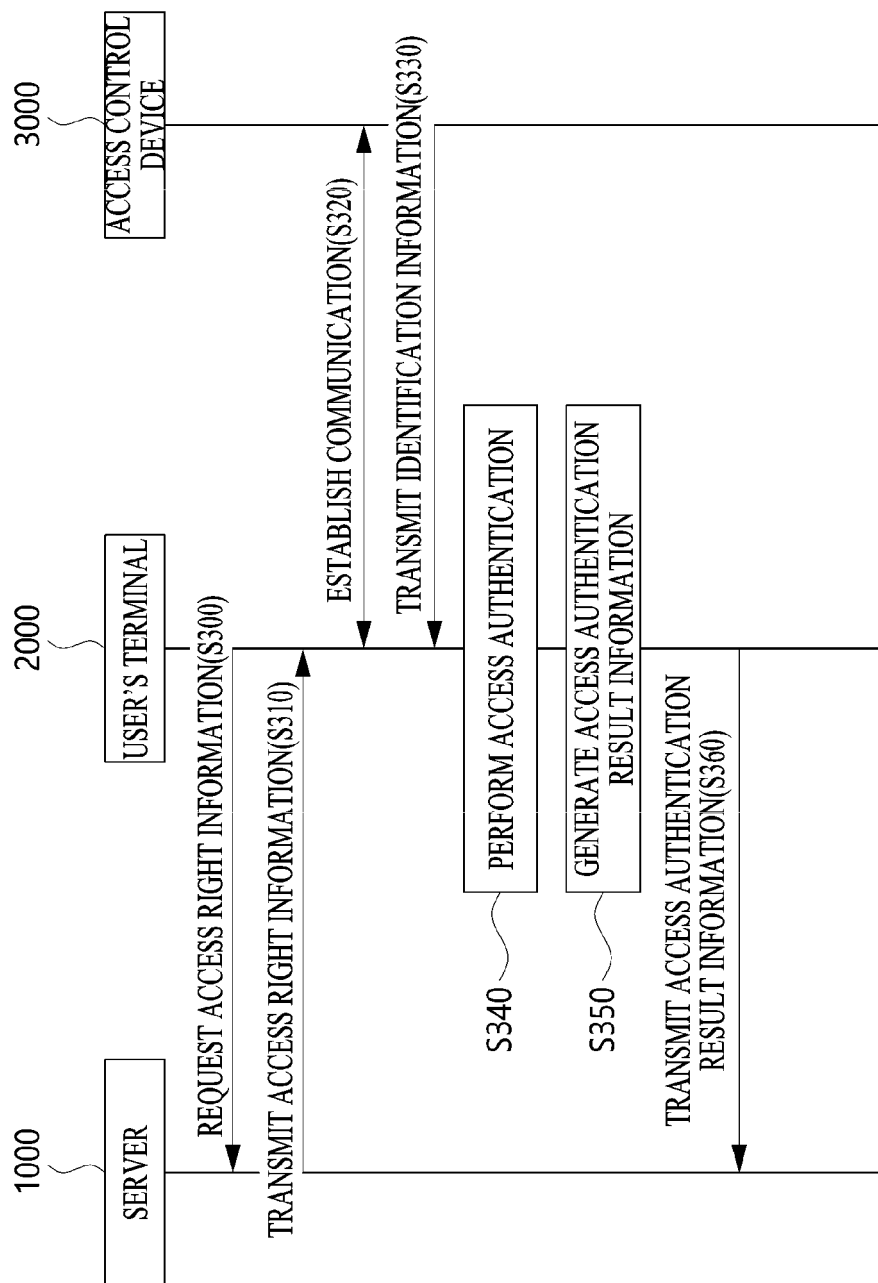 1000
2000
3000
SERVER
USER'S TERMINAL
ACCESS CONTROL
DEVICE
REQUEST ACCESS RIGHT INFORMATION(S300)
TRANSMIT ACCESS RIGHT INFORMATION(S310)
ESTABLISH COMMUNICATION(S320)
TRANSMIT IDENTIFICATION INFORMATION(S330)
S340
PERFORM ACCESS AUTHENTICATION
S350
GENERATE ACCESS AUTHENTICATION
RESULT INFORMATION
TRANSMIT ACCESS AUTHENTICATION
RESULT INFORMATION(S360)